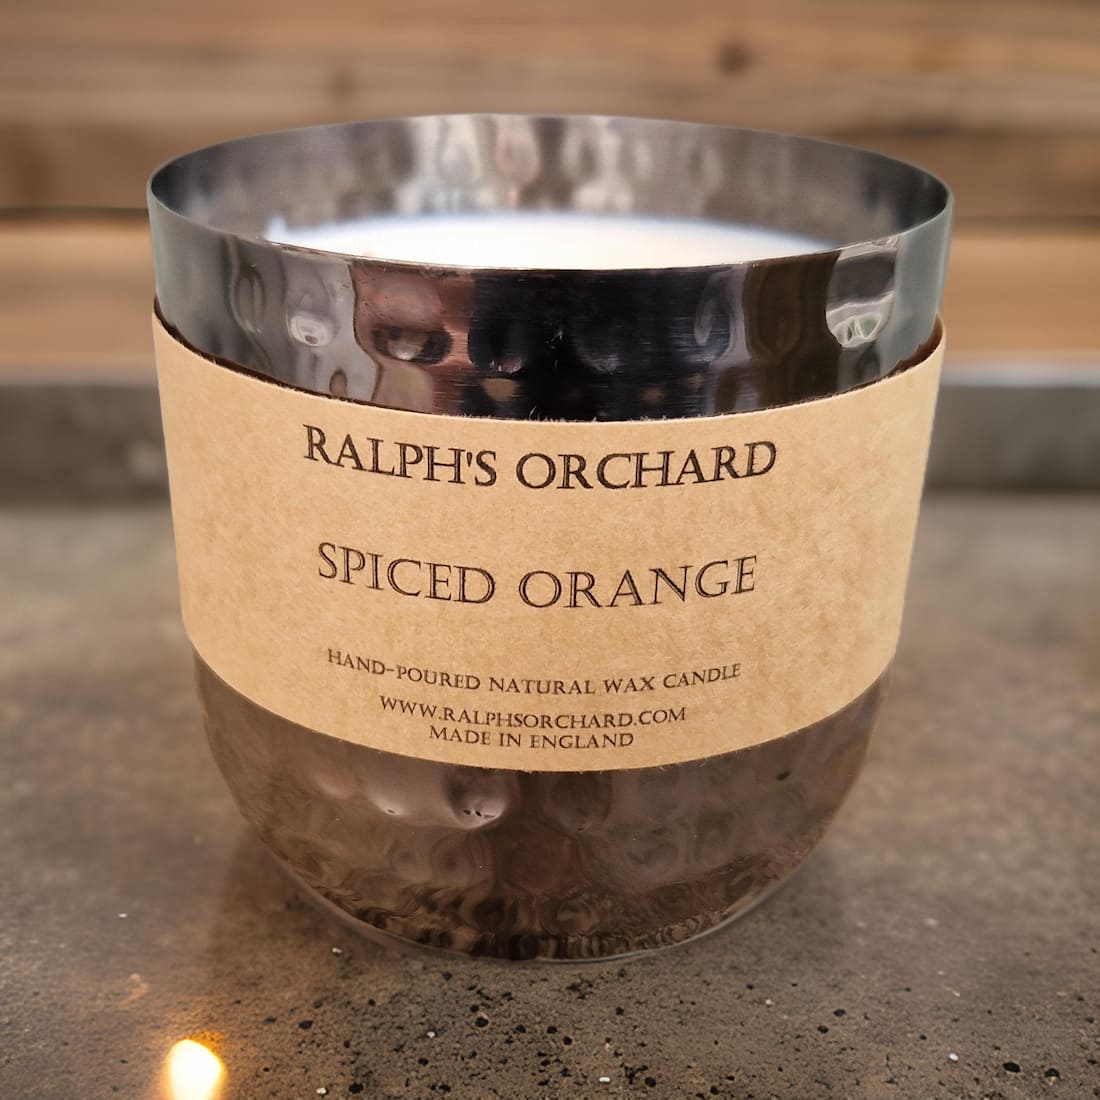 RALPH'S ORCHARD
SPICED ORANGE
HAND-POURED NATURAL WAX CANDLE
WWW.RALPHSORCHARD.COM
MADE IN ENGLAND